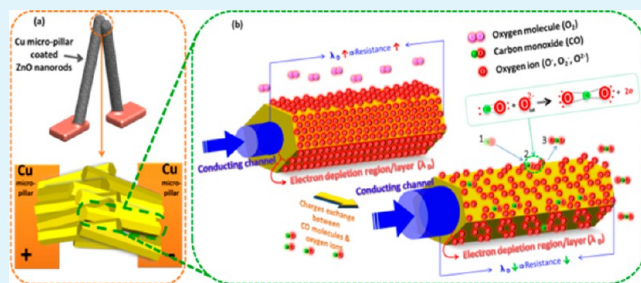 (a)
Cu micro-pillar
coated
ZnO nanorods
Cu
micro-
pillar
+
Cu
micro-
pillar
−
(b)
λD ↑ ∝ Resistance ↑
Oxygen molecule (O2)
Carbon monoxide (CO)
Oxygen ion (O-, O2-, O2-)
+ 2e
1
2
3
Conducting channel
Electron depletion region/layer (λD)
Conducting channel
Charges exchange
between
CO molecules &
oxygen ions
Electron depletion region/layer (λD)
λD ↓ ∝ Resistance ↓